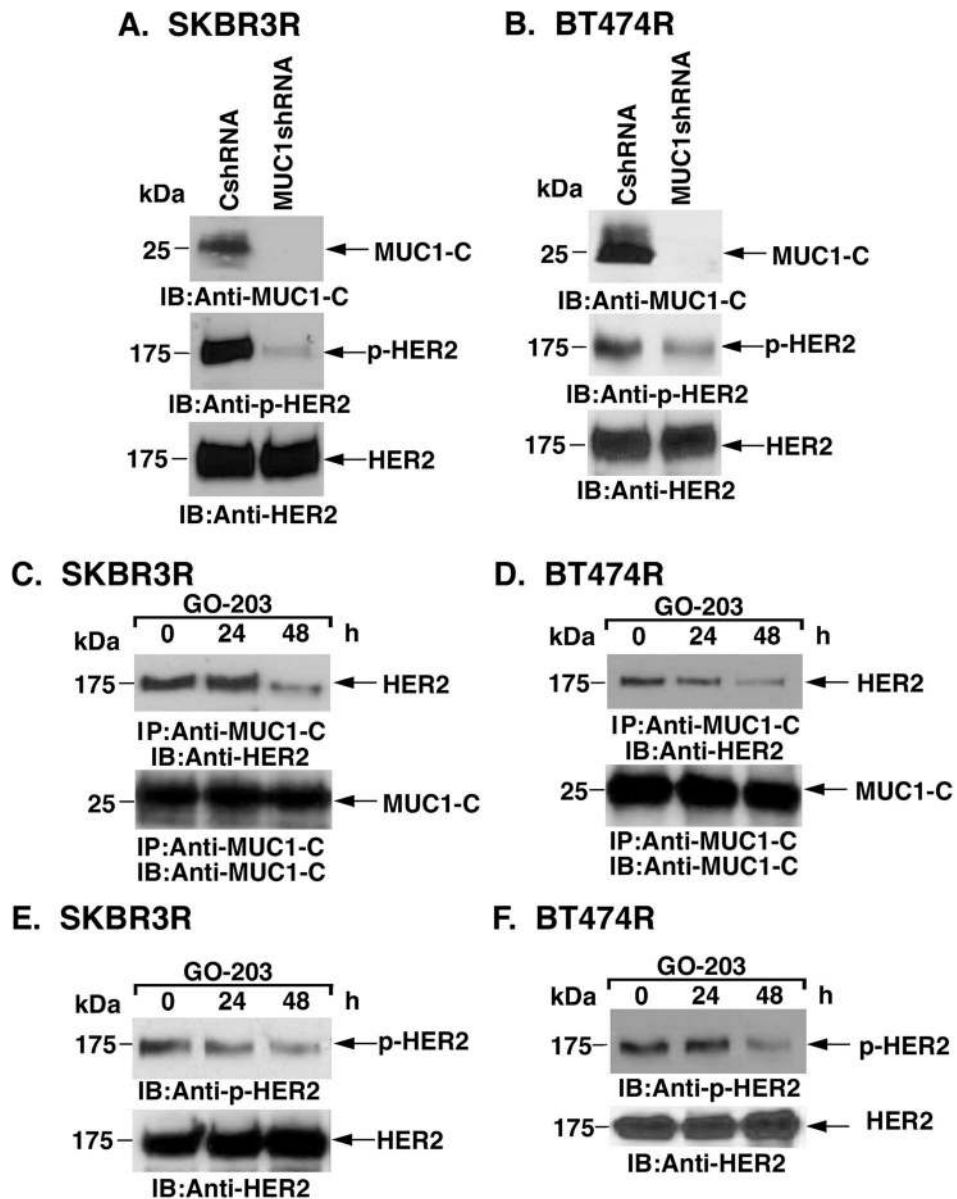 A. SKBR3R
CshRNA
MUC1shRNA
kDa
25
MUC1-C
IB:Anti-MUC1-C
175
p-HER2
IB:Anti-p-HER2
175
HER2
IB:Anti-HER2
B. BT474R
CshRNA
MUC1shRNA
kDa
25
MUC1-C
IB:Anti-MUC1-C
175
p-HER2
IB:Anti-p-HER2
175
HER2
IB:Anti-HER2
C. SKBR3R
GO-203
kDa 0 24 48 h
175
HER2
IP:Anti-MUC1-C
IB:Anti-HER2
25
MUC1-C
IP:Anti-MUC1-C
IB:Anti-MUC1-C
D. BT474R
GO-203
kDa 0 24 48 h
175
HER2
IP:Anti-MUC1-C
IB:Anti-HER2
25
MUC1-C
IP:Anti-MUC1-C
IB:Anti-MUC1-C
E. SKBR3R
GO-203
kDa 0 24 48 h
175
p-HER2
IB:Anti-p-HER2
175
HER2
IB:Anti-HER2
F. BT474R
GO-203
kDa 0 24 48 h
175
p-HER2
IB:Anti-p-HER2
175
HER2
IB:Anti-HER2